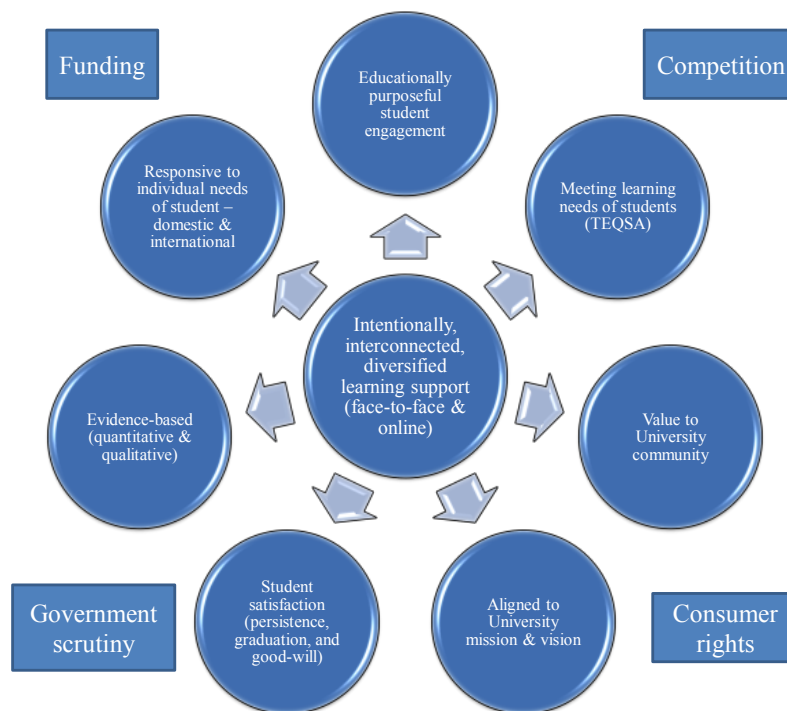 Funding
Competition
Educationally
purposeful
student
engagement
Responsive to
individual needs
of student –
domestic &
international
Meeting learning
needs of students
(TEQSA)
Intentionally,
interconnected,
diversified
learning support
(face-to-face &
online)
Evidence-based
(quantitative &
qualitative)
Value to
University
community
Student
satisfaction
(persistence,
graduation, and
good-will)
Aligned to
University
mission & vision
Government
scrutiny
Consumer
rights